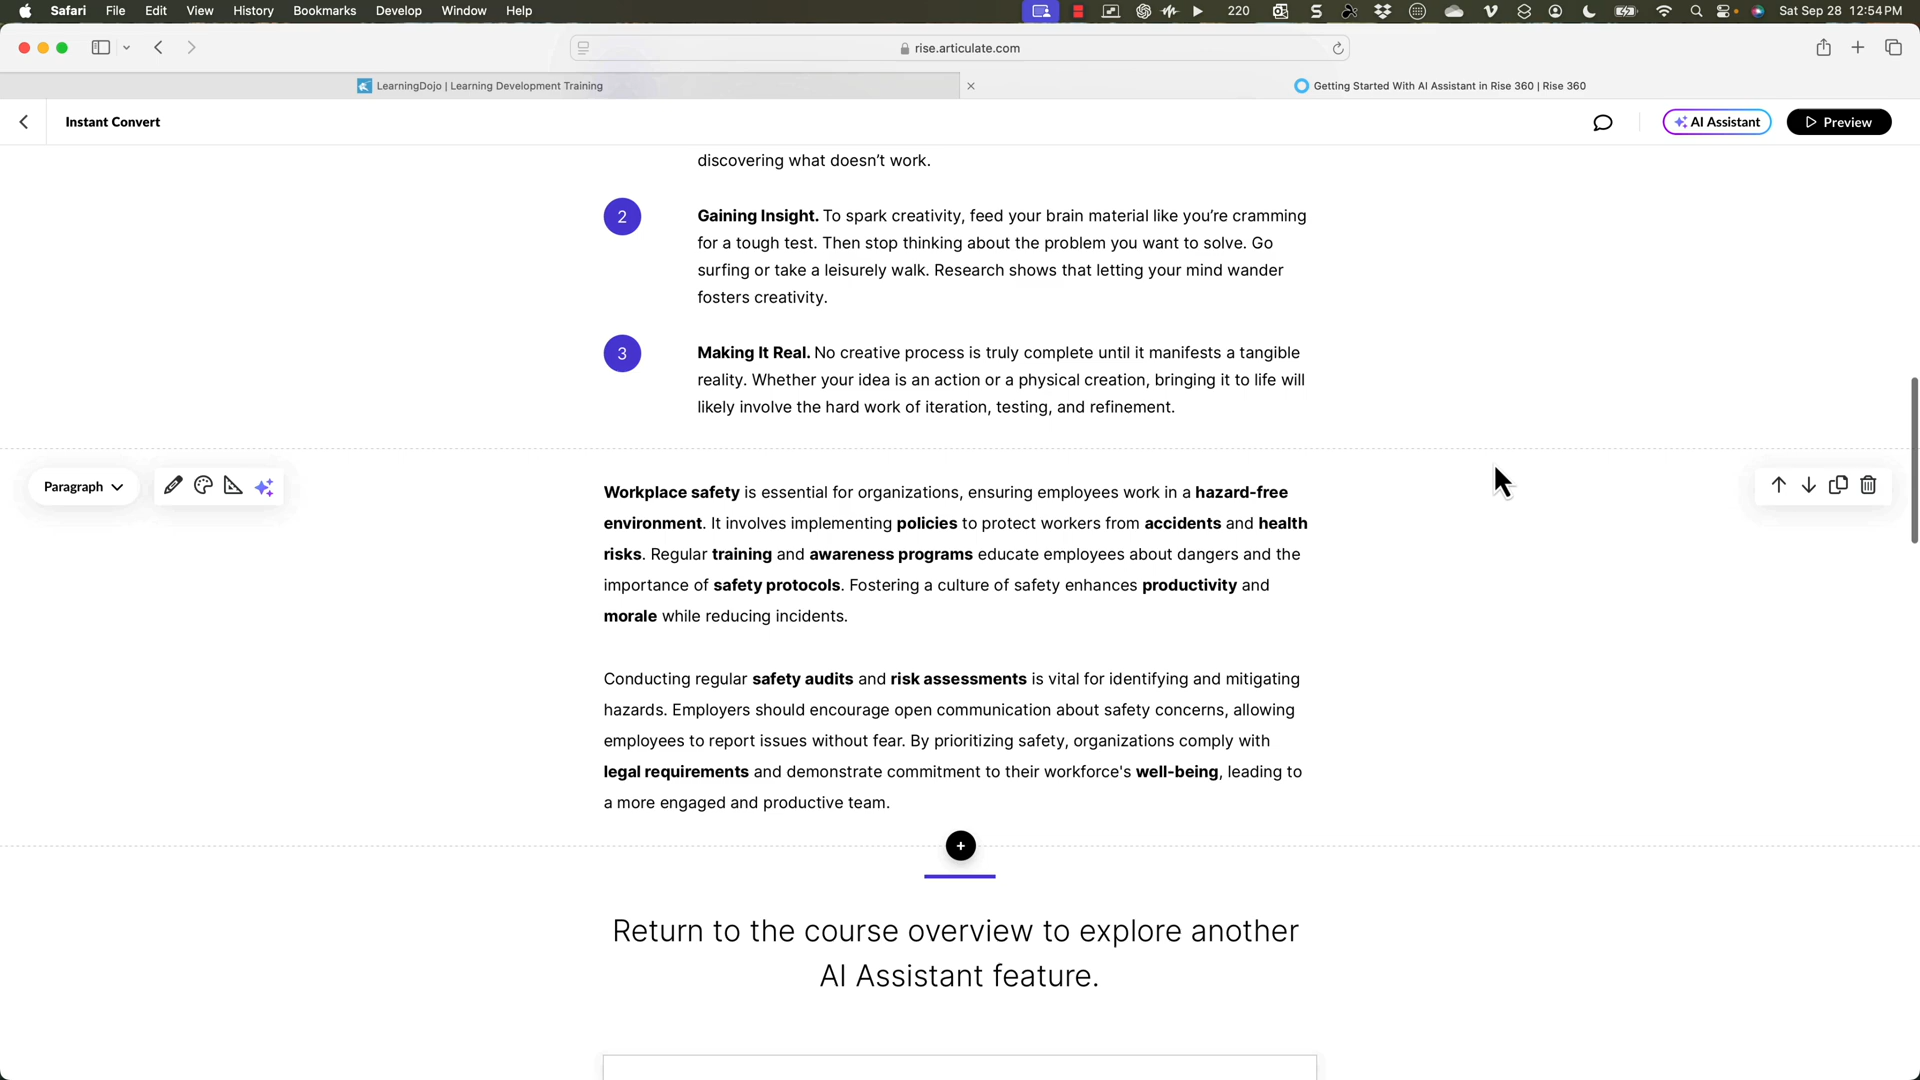 Safari File Edit View History Bookmarks Develop Window Help 220 Sat Sep 28 12:54 PM
rise.articulate.com
LearningDojo | Learning Development Training
Getting Started With AI Assistant in Rise 360 | Rise 360
Instant Convert
AI Assistant
Preview
discovering what doesn’t work.
2
Gaining Insight. To spark creativity, feed your brain material like you’re cramming
for a tough test. Then stop thinking about the problem you want to solve. Go
surfing or take a leisurely walk. Research shows that letting your mind wander
fosters creativity.
3
Making It Real. No creative process is truly complete until it manifests a tangible
reality. Whether your idea is an action or a physical creation, bringing it to life will
likely involve the hard work of iteration, testing, and refinement.
Paragraph
Workplace safety is essential for organizations, ensuring employees work in a hazard-free
environment. It involves implementing policies to protect workers from accidents and health
risks. Regular training and awareness programs educate employees about dangers and the
importance of safety protocols. Fostering a culture of safety enhances productivity and
morale while reducing incidents.
Conducting regular safety audits and risk assessments is vital for identifying and mitigating
hazards. Employers should encourage open communication about safety concerns, allowing
employees to report issues without fear. By prioritizing safety, organizations comply with
legal requirements and demonstrate commitment to their workforce's well-being, leading to
a more engaged and productive team.
Return to the course overview to explore another
AI Assistant feature.